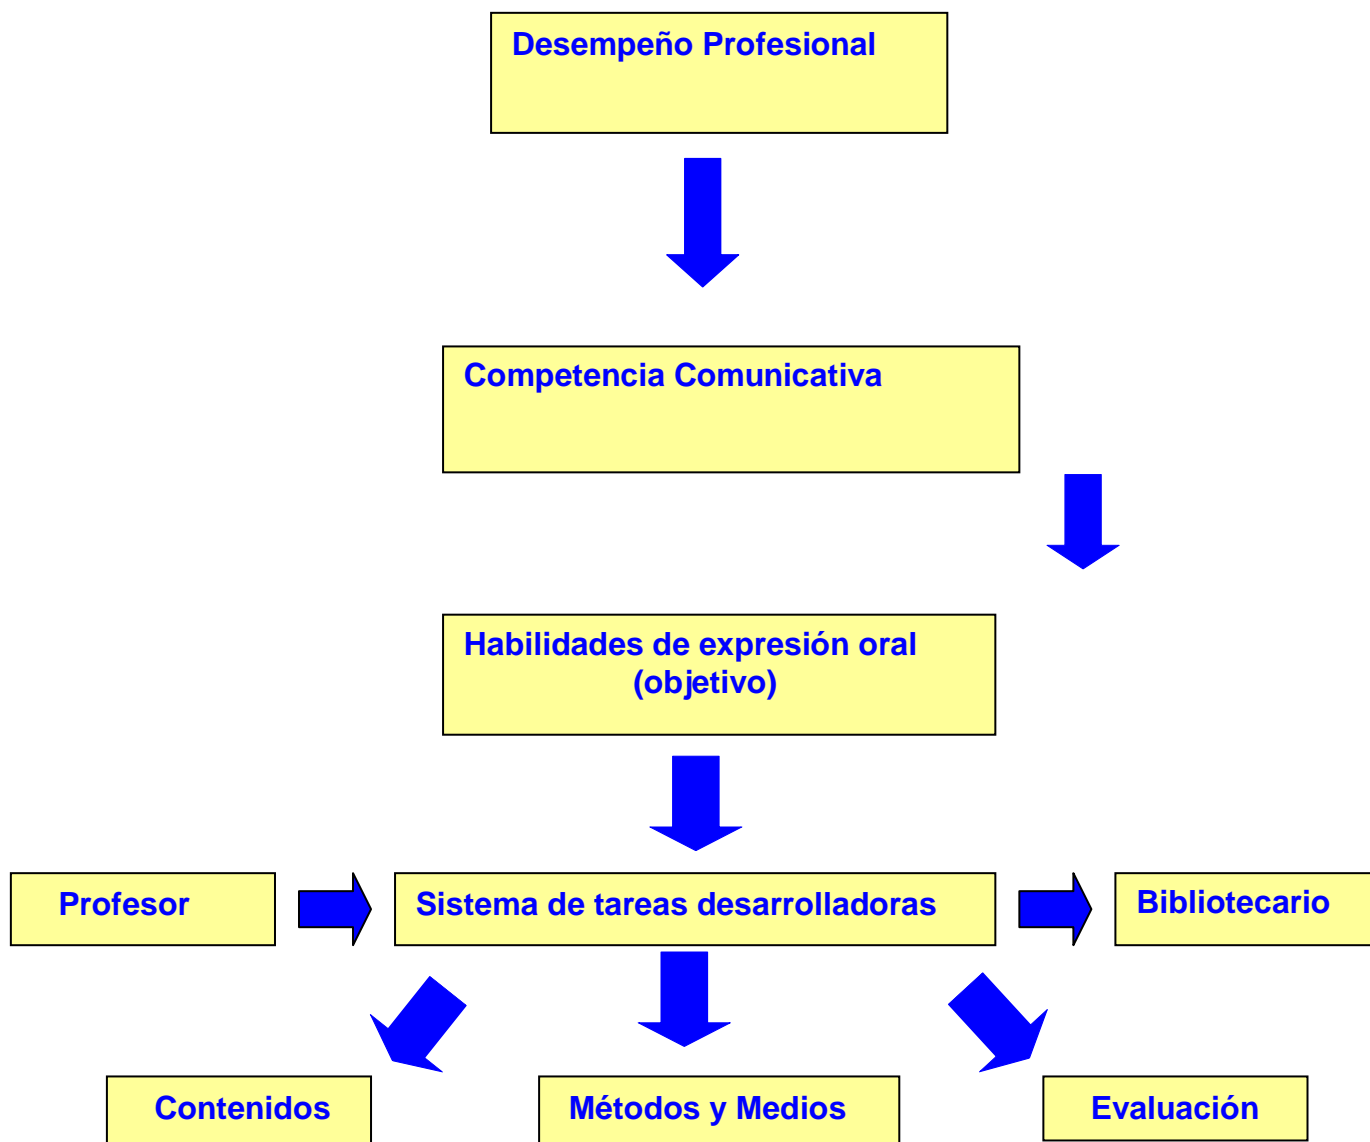 Desempeño Profesional
Competencia Comunicativa
Habilidades de expresión oral
(objetivo)
Profesor
Sistema de tareas desarrolladoras
Bibliotecario
Contenidos
Métodos y Medios
Evaluación